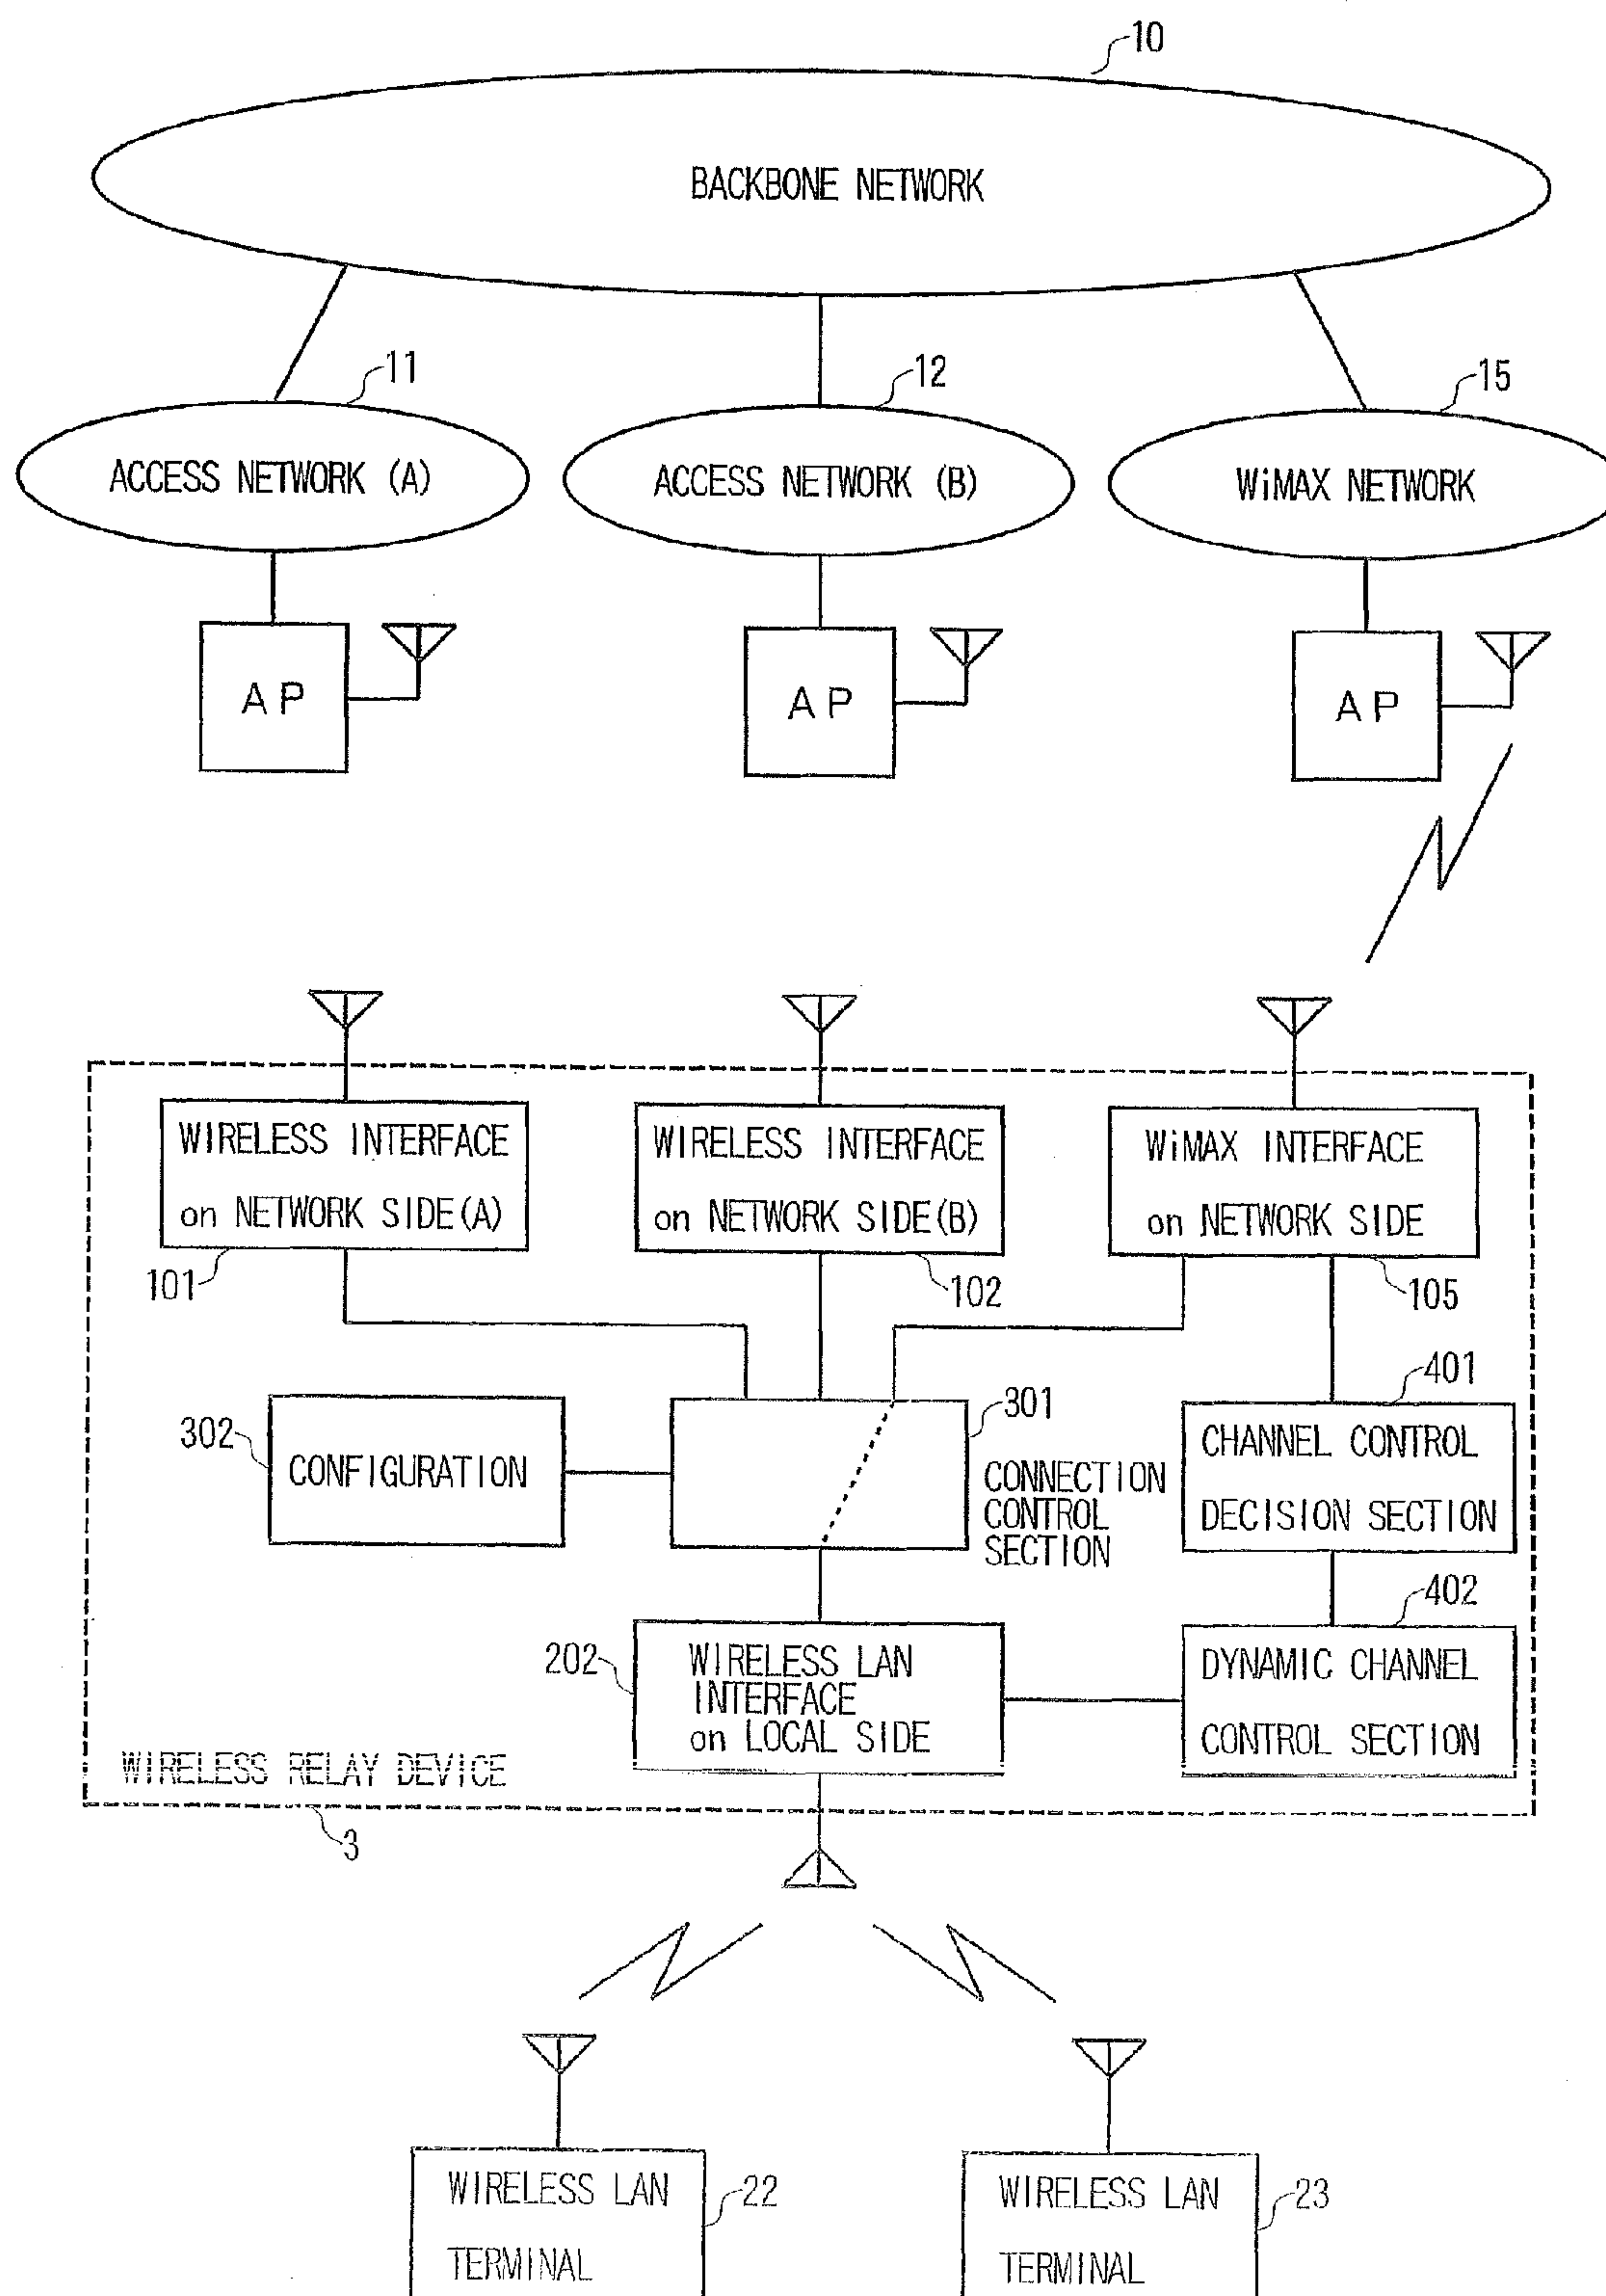 10
BACKBONE NETWORK
11
12
15
ACCESS NETWORK (A)
ACCESS NETWORK (B)
WiMAX NETWORK
AP
AP
AP
WIRELESS INTERFACE
on NETWORK SIDE(A)
WIRELESS INTERFACE
on NETWORK SIDE(B)
WiMAX INTERFACE
on NETWORK SIDE
101
102
105
302
CONFIGURATION
301
CONNECTION
CONTROL
SECTION
401
CHANNEL CONTROL
DECISION SECTION
402
202
WIRELESS LAN
INTERFACE
on LOCAL SIDE
DYNAMIC CHANNEL
CONTROL SECTION
WIRELESS RELAY DEVICE
3
WIRELESS LAN
TERMINAL
22
WIRELESS LAN
TERMINAL
23